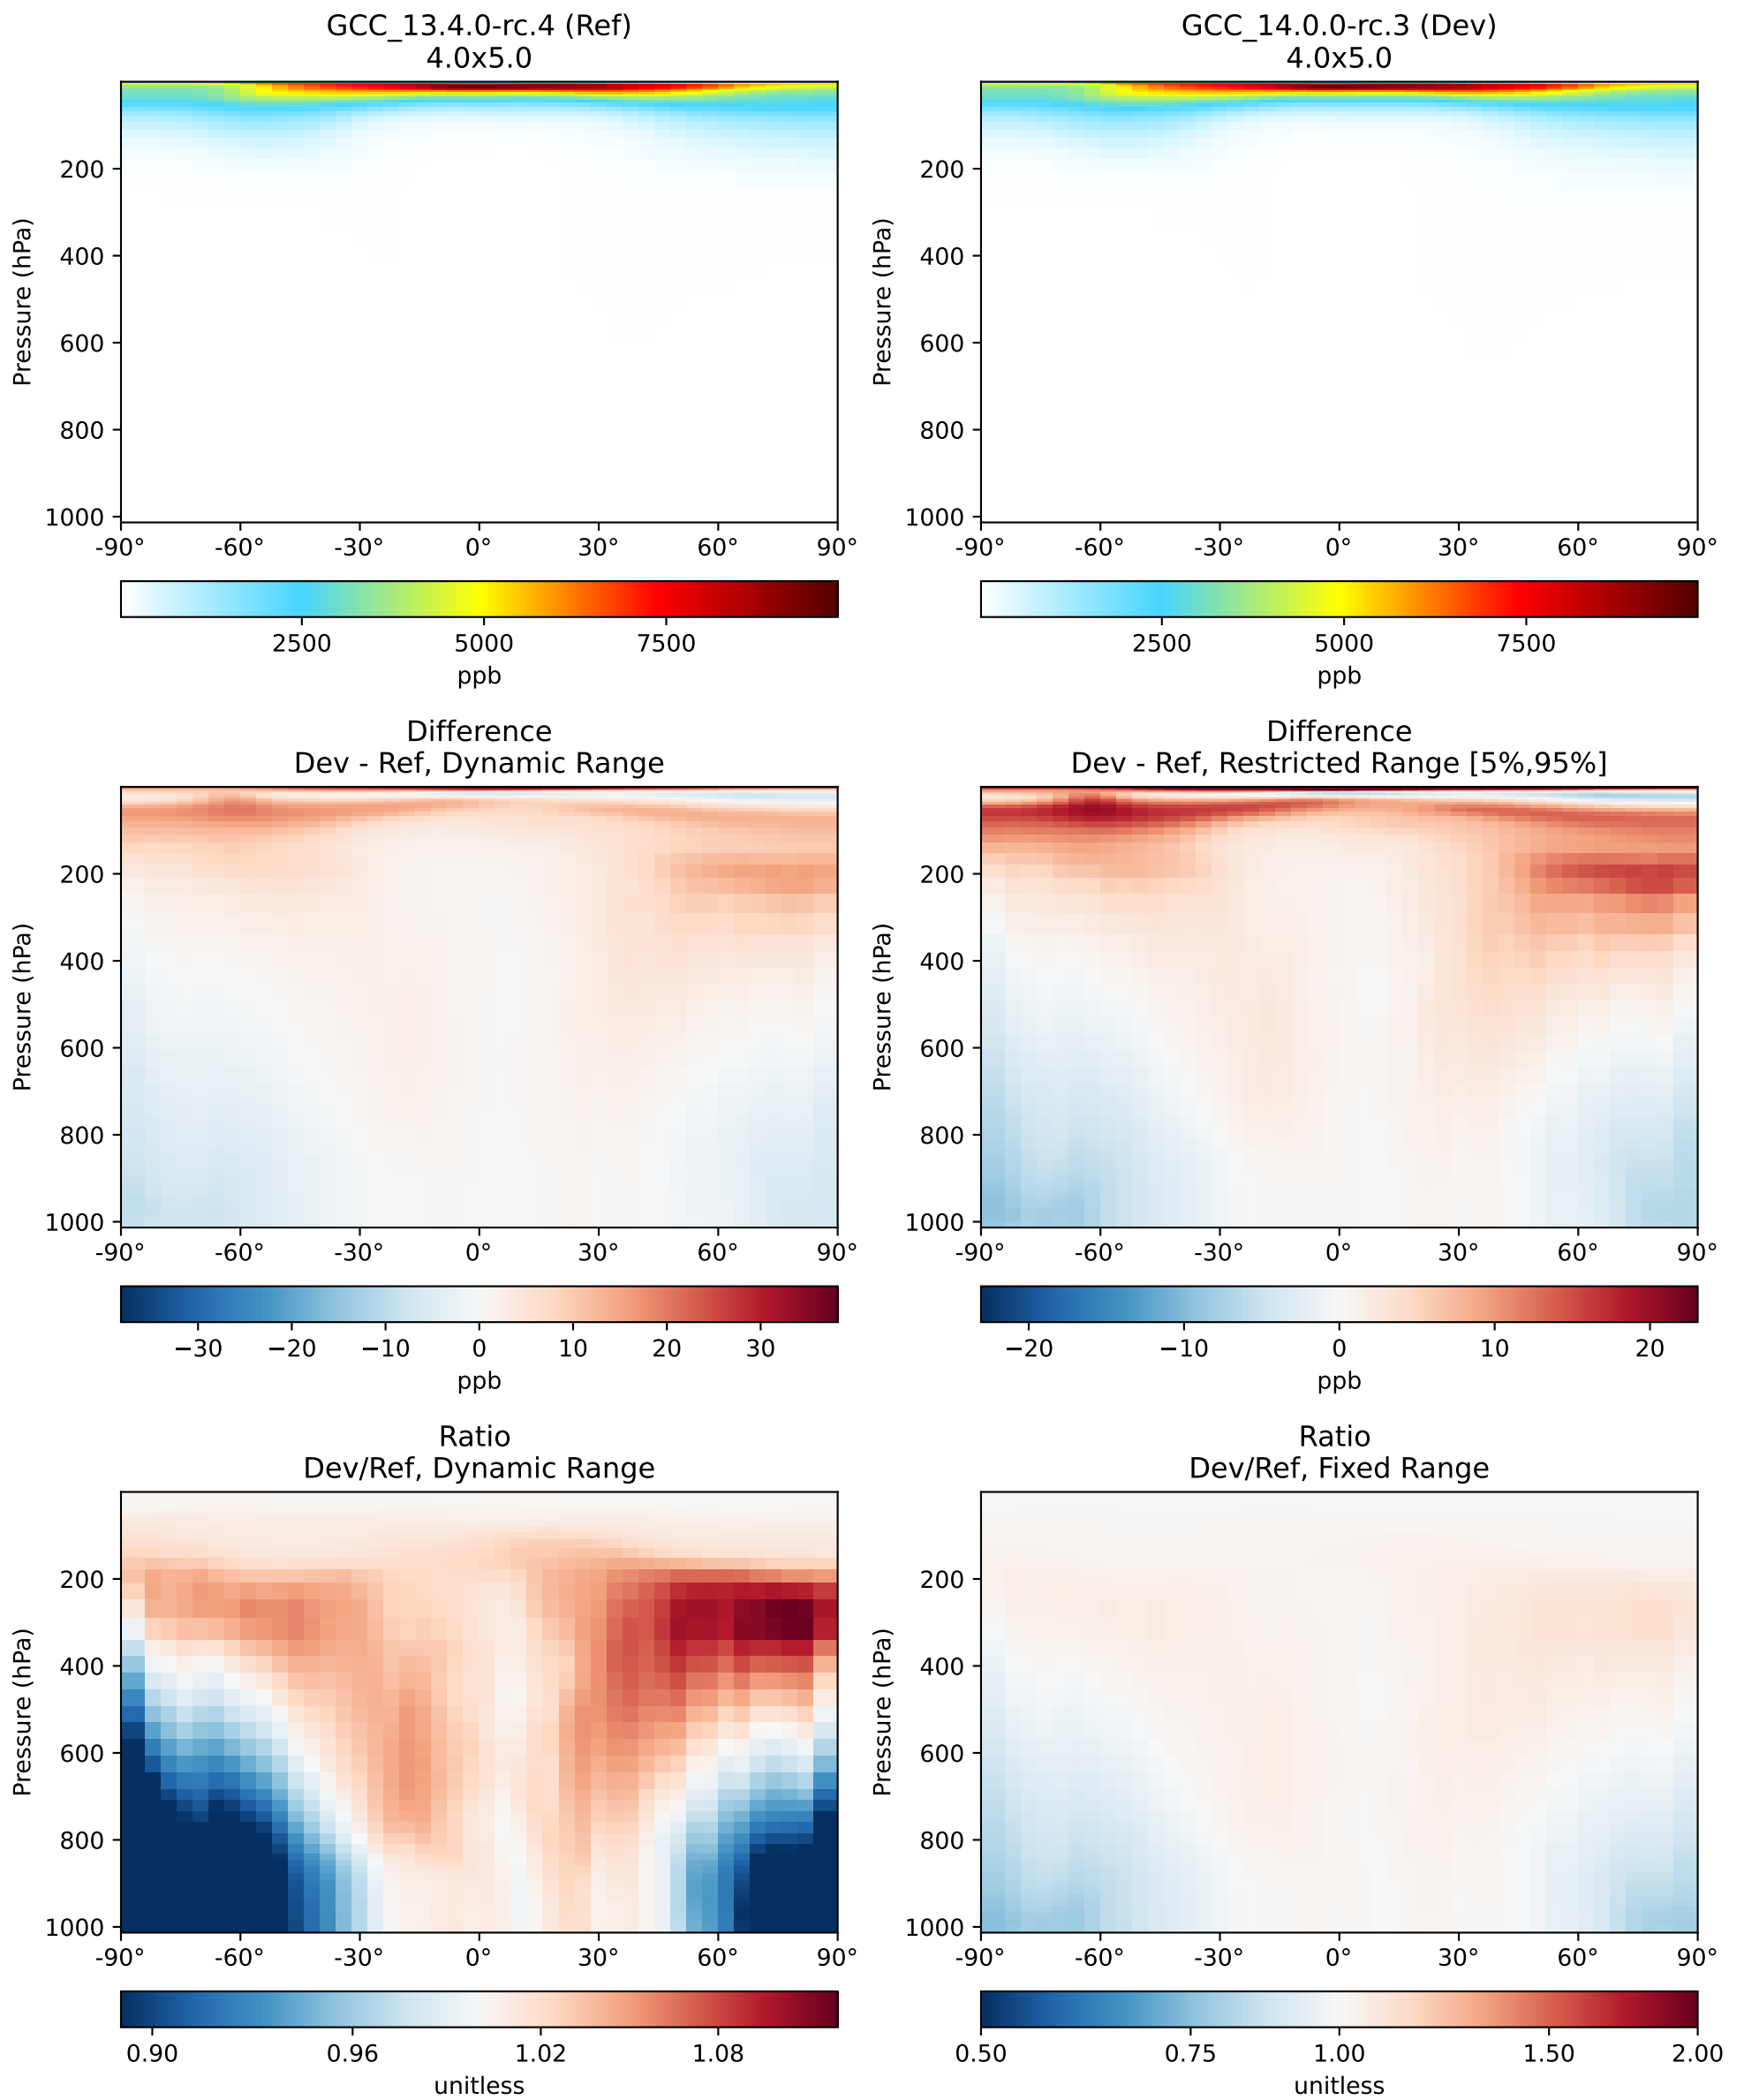 GCC_13.4.0-rc.4 (Ref)
4.0x5.0
Pressure (hPa)
200
400
600
800
1000
-90° -60° -30° 0° 30° 60° 90°
2500 5000 7500
ppb
GCC_14.0.0-rc.3 (Dev)
4.0x5.0
Pressure (hPa)
200
400
600
800
1000
-90° -60° -30° 0° 30° 60° 90°
2500 5000 7500
ppb
Difference
Dev - Ref, Dynamic Range
Pressure (hPa)
200
400
600
800
1000
-90° -60° -30° 0° 30° 60° 90°
−30 −20 −10 0 10 20 30
ppb
Difference
Dev - Ref, Restricted Range [5%,95%]
Pressure (hPa)
200
400
600
800
1000
-90° -60° -30° 0° 30° 60° 90°
−20 −10 0 10 20
ppb
Ratio
Dev/Ref, Dynamic Range
Pressure (hPa)
200
400
600
800
1000
-90° -60° -30° 0° 30° 60° 90°
0.90 0.96 1.02 1.08
unitless
Ratio
Dev/Ref, Fixed Range
Pressure (hPa)
200
400
600
800
1000
-90° -60° -30° 0° 30° 60° 90°
0.50 0.75 1.00 1.50 2.00
unitless